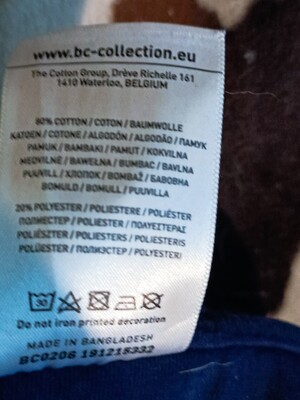 www.bc-collection.eu
The Cotton Group, Drève Richelle 161
1410 Waterloo, BELGIUM
80% COTTON / COTON / BAUMWOLLE
KATOEN / COTONE / ALGODÓN / ALGODÃO / ПАМУК
PAMUK / BAMBAKI / PAMUT / KOKVILNA
MEDVILNĖ / BAWEŁNA / BUMBAC / BAVLNA
PUUVILL / ХЛОПОК / BOMBAŽ / БАВОВНА
BOMULD / BOMULL / PUUVILLA
20% POLYESTER / POLIESTERE / POLIÉSTER
ПОЛИЕСТЕР / POLYESTER / ΠΟΛΥΕΣΤΕΡΑΣ
POLIÉSZTER / POLIESTERS / POLIESTERIS
POLÜESTER / ПОЛИЭСТЕР / POLYESTERI
30
Do not iron printed decoration
MADE IN BANGLADESH
BC0206 191215332